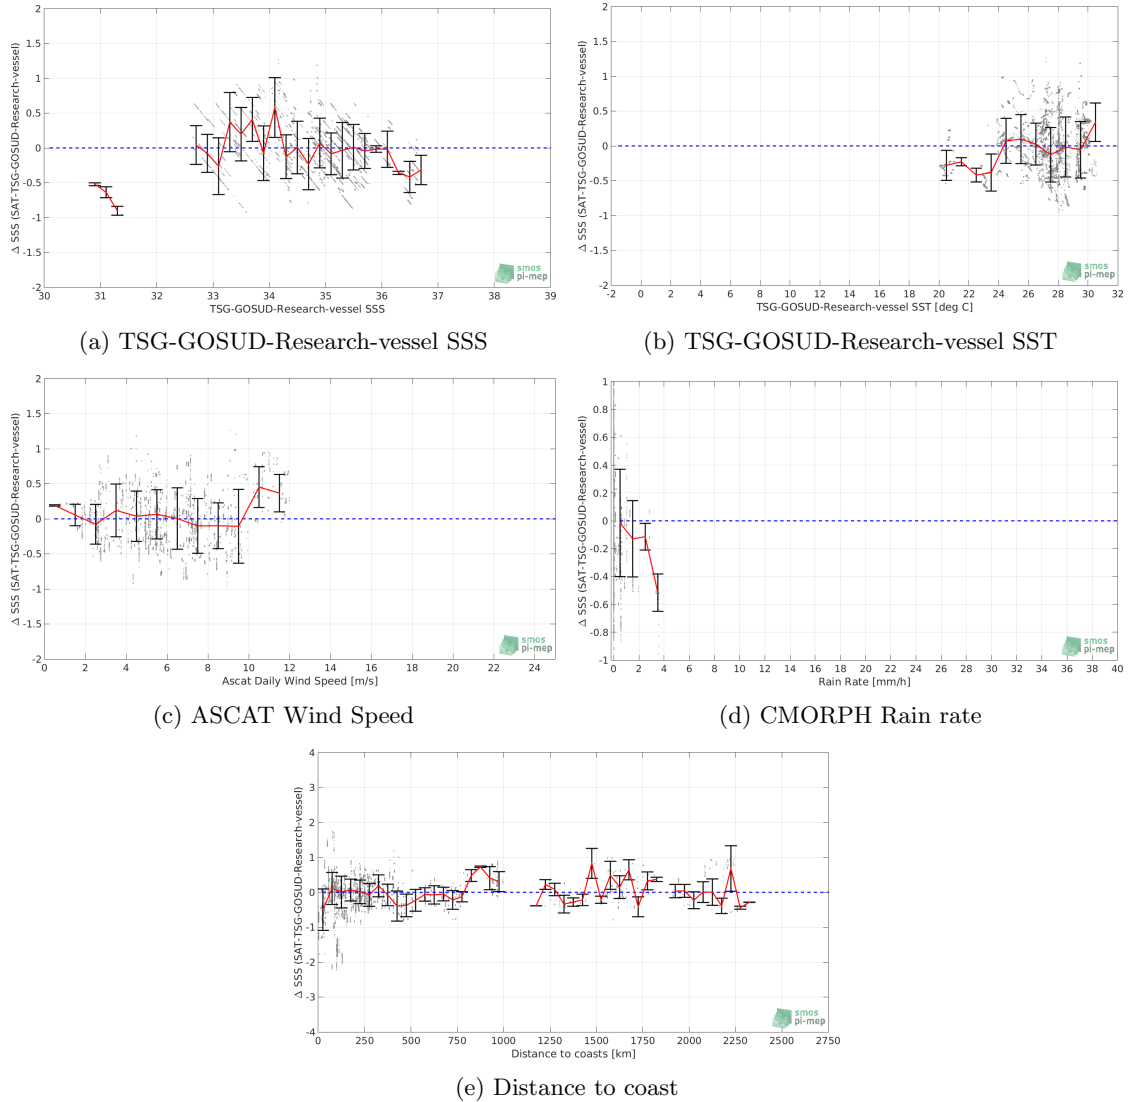 Δ SSS (SAT-TSG-GOSUD-Research-vessel)
2
1.5
1
0.5
0
-0.5
-1
-1.5
-2
30 31 32 33 34 35 36 37 38 39
TSG-GOSUD-Research-vessel SSS
smos
pi-mep
(a) TSG-GOSUD-Research-vessel SSS
Δ SSS (SAT-TSG-GOSUD-Research-vessel)
2
1.5
1
0.5
0
-0.5
-1
-1.5
-2
-2 0 2 4 6 8 10 12 14 16 18 20 22 24 26 28 30 32
TSG-GOSUD-Research-vessel SST [deg C]
smos
pi-mep
(b) TSG-GOSUD-Research-vessel SST
Δ SSS (SAT-TSG-GOSUD-Research-vessel)
2
1.5
1
0.5
0
-0.5
-1
-1.5
-2
0 2 4 6 8 10 12 14 16 18 20 22 24
Ascat Daily Wind Speed [m/s]
smos
pi-mep
(c) ASCAT Wind Speed
Δ SSS (SAT-TSG-GOSUD-Research-vessel)
1
0.8
0.6
0.4
0.2
0
-0.2
-0.4
-0.6
-0.8
-1
0 2 4 6 8 10 12 14 16 18 20 22 24 26 28 30 32 34 36 38 40
Rain Rate [mm/h]
smos
pi-mep
(d) CMORPH Rain rate
Δ SSS (SAT-TSG-GOSUD-Research-vessel)
4
3
2
1
0
-1
-2
-3
-4
0 250 500 750 1000 1250 1500 1750 2000 2250 2500 2750
Distance to coasts [km]
smos
pi-mep
(e) Distance to coast